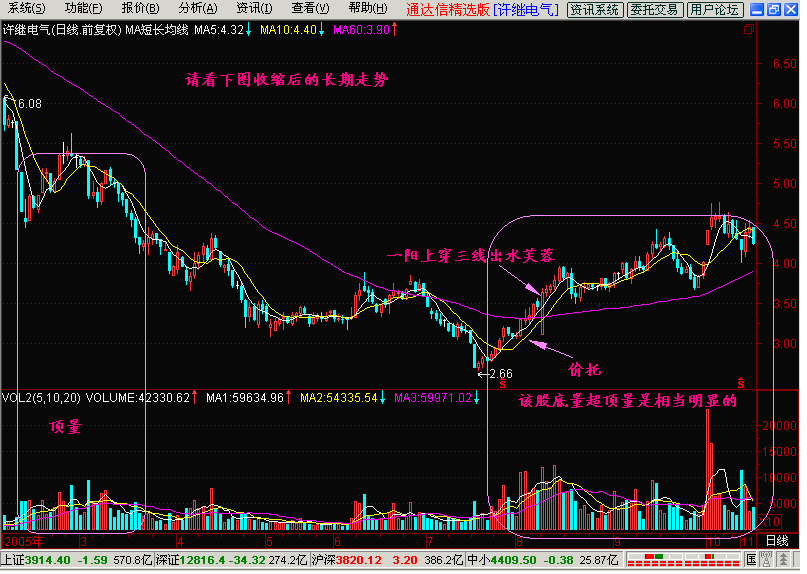 系统(S) 功能(F) 报价(B) 分析(A) 资讯(I) 查看(V) 帮助(H) 通达信精选版 [许继电气] 资讯系统 委托交易 用户论坛
许继电气(日线.前复权) MA短长均线 MA5:4.32↓ MA10:4.40↓ MA60:3.90↑
6.50
请看下图收缩后的长期走势
6.00
6.08
5.50
5.00
4.50
一阳上穿三线出水芙蓉
4.00
3.50
3.00
价托
←2.66
ŝ ŝ
VOL2(5,10,20) VOLUME:42330.62↑ MA1:59634.96↑ MA2:54335.54↓ MA3:59971.02↓
该股底量超顶量是相当明显的
顶量
20000
15000
10000
5000
X10
2005年 3 4 5 6 7 8 9 10 11 日线
上证3914.40 -1.59 570.8亿 深证12816.4 -34.32 274.2亿 沪深3820.12 3.20 386.2亿 中小4409.50 -0.38 25.87亿 国